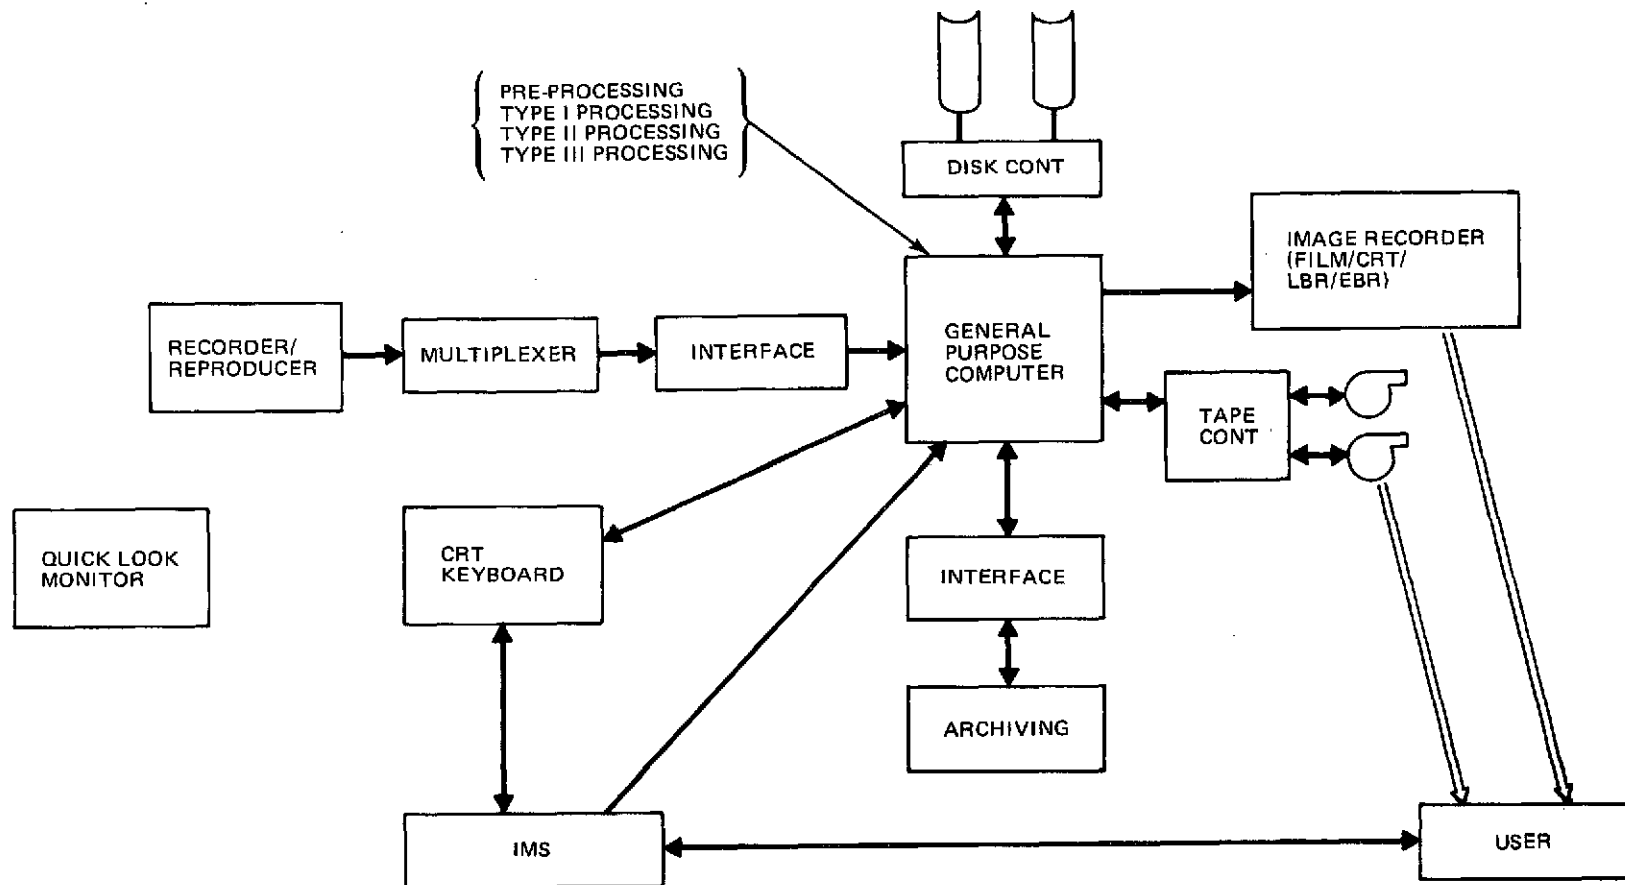 PRE-PROCESSING
TYPE I PROCESSING
TYPE II PROCESSING
TYPE III PROCESSING
DISK CONT
IMAGE RECORDER
(FILM/CRT/
LBR/EBR)
RECORDER/
REPRODUCER
MULTIPLEXER
INTERFACE
GENERAL
PURPOSE
COMPUTER
TAPE
CONT
QUICK LOOK
MONITOR
CRT
KEYBOARD
INTERFACE
ARCHIVING
IMS
USER